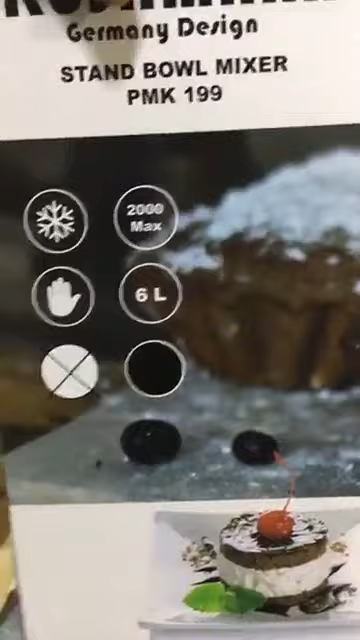 Germany Design
STAND BOWL MIXER
PMK 199
2000
Max
6 L